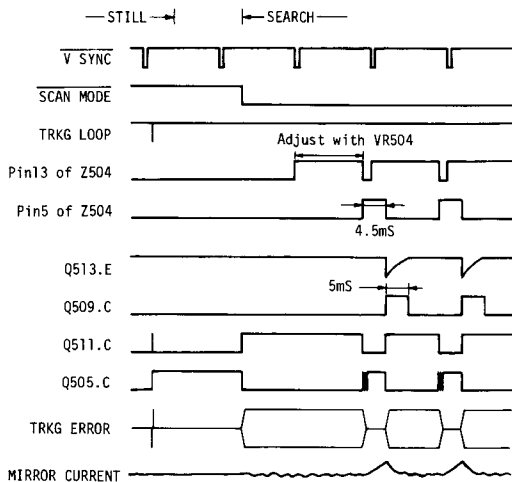 STILL
SEARCH
V SYNC
SCAN MODE
TRKG LOOP
Adjust with VR504
Pin13 of Z504
Pin5 of Z504
4.5mS
Q513.E
5mS
Q509.C
Q511.C
Q505.C
TRKG ERROR
MIRROR CURRENT